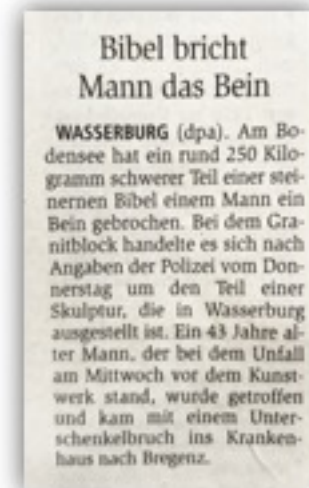 Bibel bricht
Mann das Bein
WASSERBURG (dpa). Am Bo-
densee hat ein rund 250 Kilo-
gramm schwerer Teil einer stei-
nernen Bibel einem Mann ein
Bein gebrochen. Bei dem Gra-
nitblock handelte es sich nach
Angaben der Polizei vom Don-
nerstag um den Teil einer
Skulptur, die in Wasserburg
ausgestellt ist. Ein 43 Jahre al-
ter Mann, der bei dem Unfall
am Mittwoch vor dem Kunst-
werk stand, wurde getroffen
und kam mit einem Unter-
schenkelbruch ins Kranken-
haus nach Bregenz.